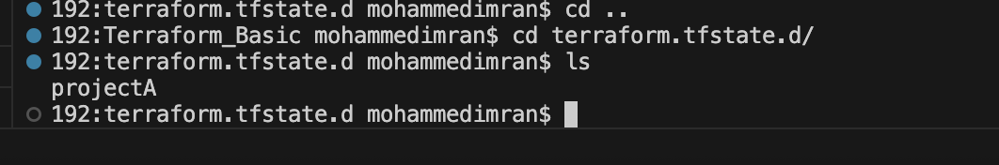 192:terraform.tfstate.d mohammedimran$ cd ..
192:Terraform_Basic mohammedimran$ cd terraform.tfstate.d/
192:terraform.tfstate.d mohammedimran$ ls
projectA
192:terraform.tfstate.d mohammedimran$